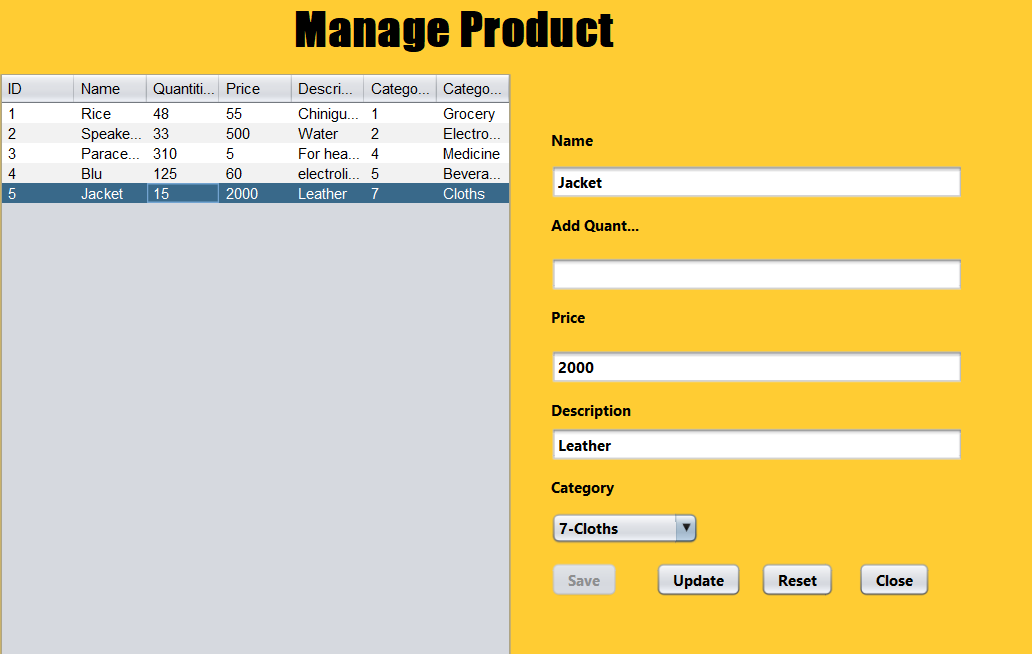 Manage Product
ID Name Quantiti... Price Descri... Catego... Catego...
1 Rice 48 55 Chinigu... 1 Grocery
2 Speake... 33 500 Water 2 Electro...
3 Parace... 310 5 For hea... 4 Medicine
4 Blu 125 60 electroli... 5 Bevera...
5 Jacket 15 2000 Leather 7 Cloths
Name
Jacket
Add Quant...
Price
2000
Description
Leather
Category
7-Cloths
Save Update Reset Close